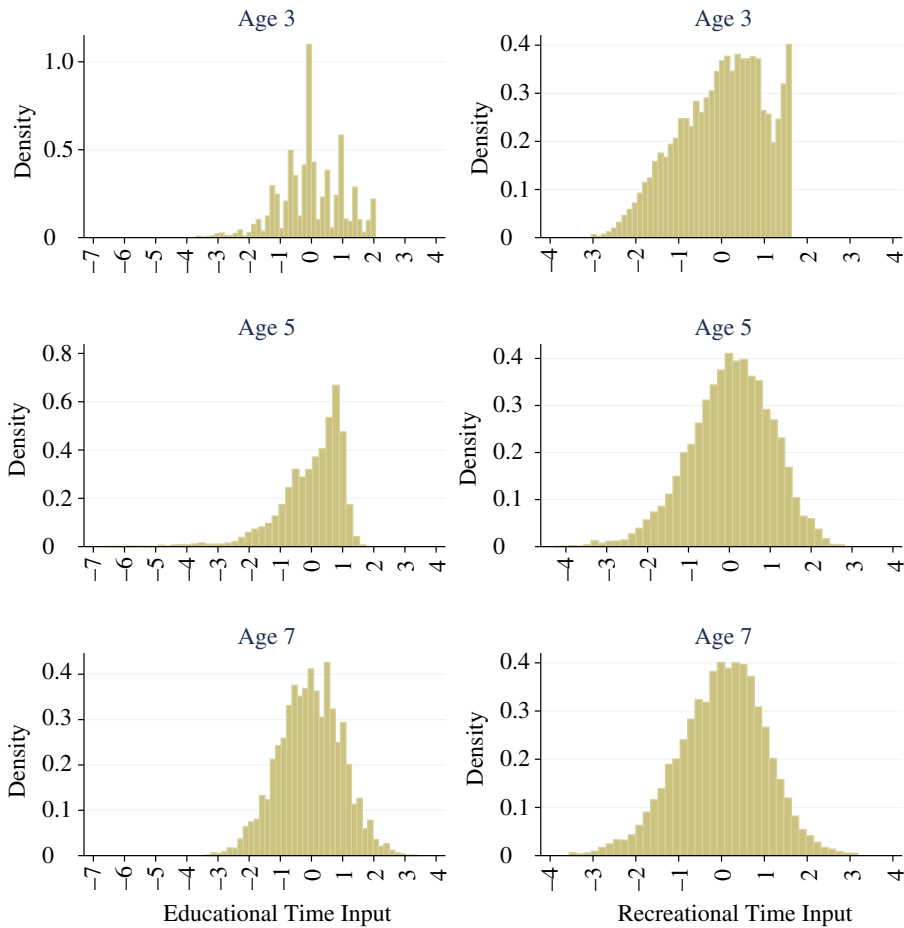 Age 3
Age 3
Density
1.0
0.5
0
−7 −6 −5 −4 −3 −2 −1 0 1 2 3 4
Density
0.4
0.3
0.2
0.1
0
−4 −3 −2 −1 0 1 2 3 4
Age 5
Age 5
Density
0.8
0.6
0.4
0.2
0
−7 −6 −5 −4 −3 −2 −1 0 1 2 3 4
Density
0.4
0.3
0.2
0.1
0
−4 −3 −2 −1 0 1 2 3 4
Age 7
Age 7
Density
0.4
0.3
0.2
0.1
0
−7 −6 −5 −4 −3 −2 −1 0 1 2 3 4
Educational Time Input
Density
0.4
0.3
0.2
0.1
0
−4 −3 −2 −1 0 1 2 3 4
Recreational Time Input